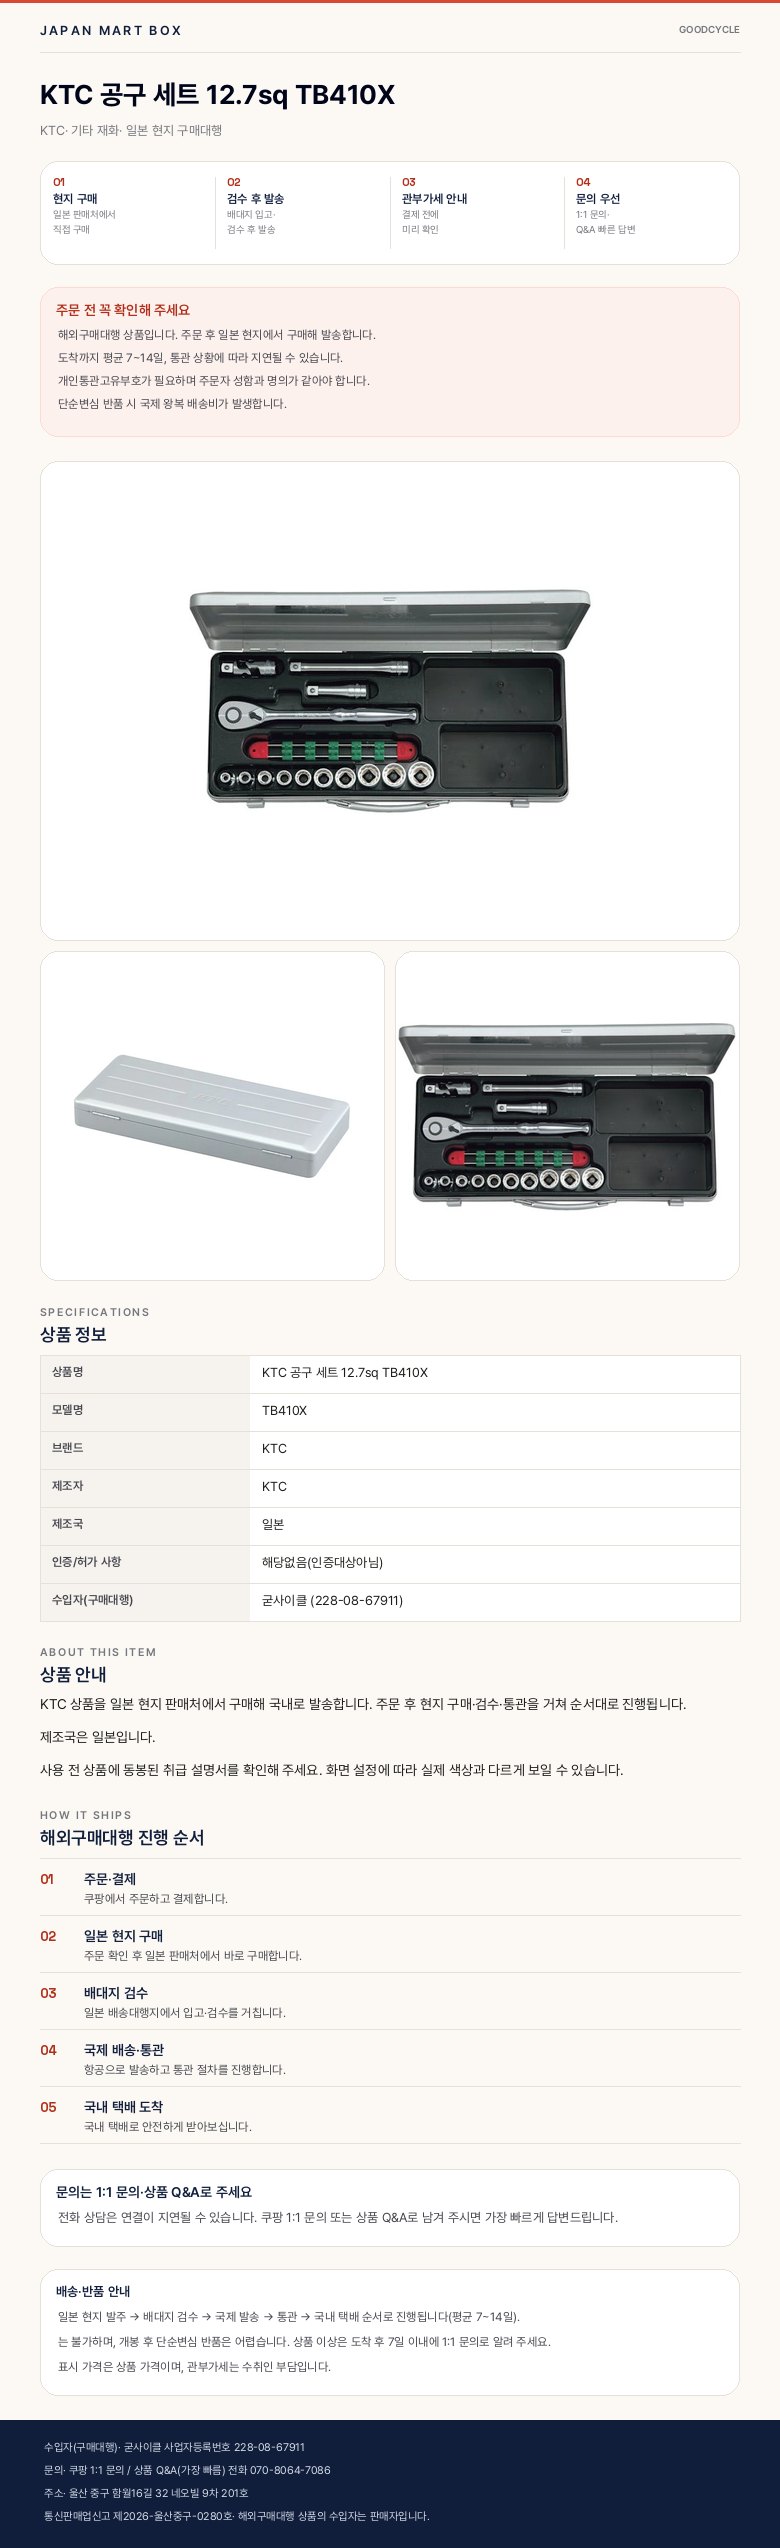 JAPAN MART BOX
GOODCYCLE
KTC 공구 세트 12.7sq TB410X
KTC· 기타 재화· 일본 현지 구매대행
01
현지 구매
일본 판매처에서
직접 구매
02
검수 후 발송
배대지 입고·
검수 후 발송
03
관부가세 안내
결제 전에
미리 확인
04
문의 우선
1:1 문의·
Q&A 빠른 답변
주문 전 꼭 확인해 주세요
해외구매대행 상품입니다. 주문 후 일본 현지에서 구매해 발송합니다.
도착까지 평균 7~14일, 통관 상황에 따라 지연될 수 있습니다.
개인통관고유부호가 필요하며 주문자 성함과 명의가 같아야 합니다.
단순변심 반품 시 국제 왕복 배송비가 발생합니다.
SPECIFICATIONS
상품 정보
상품명 KTC 공구 세트 12.7sq TB410X
모델명 TB410X
브랜드 KTC
제조자 KTC
제조국 일본
인증/허가 사항 해당없음(인증대상아님)
수입자(구매대행) 굳사이클 (228-08-67911)
ABOUT THIS ITEM
상품 안내
KTC 상품을 일본 현지 판매처에서 구매해 국내로 발송합니다. 주문 후 현지 구매·검수·통관을 거쳐 순서대로 진행됩니다.
제조국은 일본입니다.
사용 전 상품에 동봉된 취급 설명서를 확인해 주세요. 화면 설정에 따라 실제 색상과 다르게 보일 수 있습니다.
HOW IT SHIPS
해외구매대행 진행 순서
01 주문·결제
쿠팡에서 주문하고 결제합니다.
02 일본 현지 구매
주문 확인 후 일본 판매처에서 바로 구매합니다.
03 배대지 검수
일본 배송대행지에서 입고·검수를 거칩니다.
04 국제 배송·통관
항공으로 발송하고 통관 절차를 진행합니다.
05 국내 택배 도착
국내 택배로 안전하게 받아보십니다.
문의는 1:1 문의·상품 Q&A로 주세요
전화 상담은 연결이 지연될 수 있습니다. 쿠팡 1:1 문의 또는 상품 Q&A로 남겨 주시면 가장 빠르게 답변드립니다.
배송·반품 안내
일본 현지 발주 → 배대지 검수 → 국제 발송 → 통관 → 국내 택배 순서로 진행됩니다(평균 7~14일).
는 불가하며, 개봉 후 단순변심 반품은 어렵습니다. 상품 이상은 도착 후 7일 이내에 1:1 문의로 알려 주세요.
표시 가격은 상품 가격이며, 관부가세는 수취인 부담입니다.
수입자(구매대행)· 굳사이클 사업자등록번호 228-08-67911
문의· 쿠팡 1:1 문의 / 상품 Q&A(가장 빠름) 전화 070-8064-7086
주소· 울산 중구 함월16길 32 네오빌 9차 201호
통신판매업신고 제2026-울산중구-0280호· 해외구매대행 상품의 수입자는 판매자입니다.